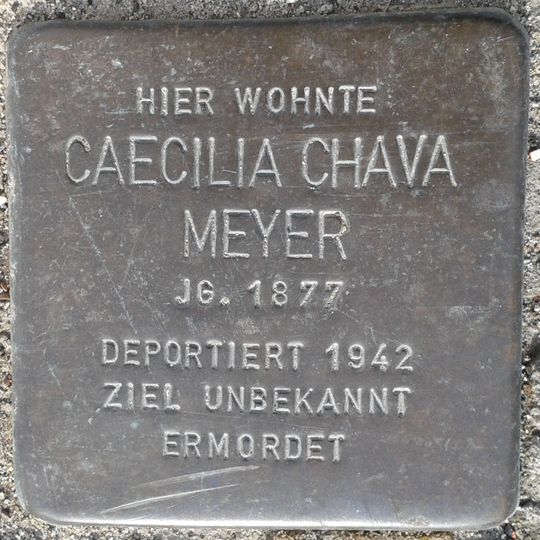 HIER WOHNTE
CAECILIA CHAVA
MEYER
JG. 1877
DEPORTIERT 1942
ZIEL UNBEKANNT
ERMORDET